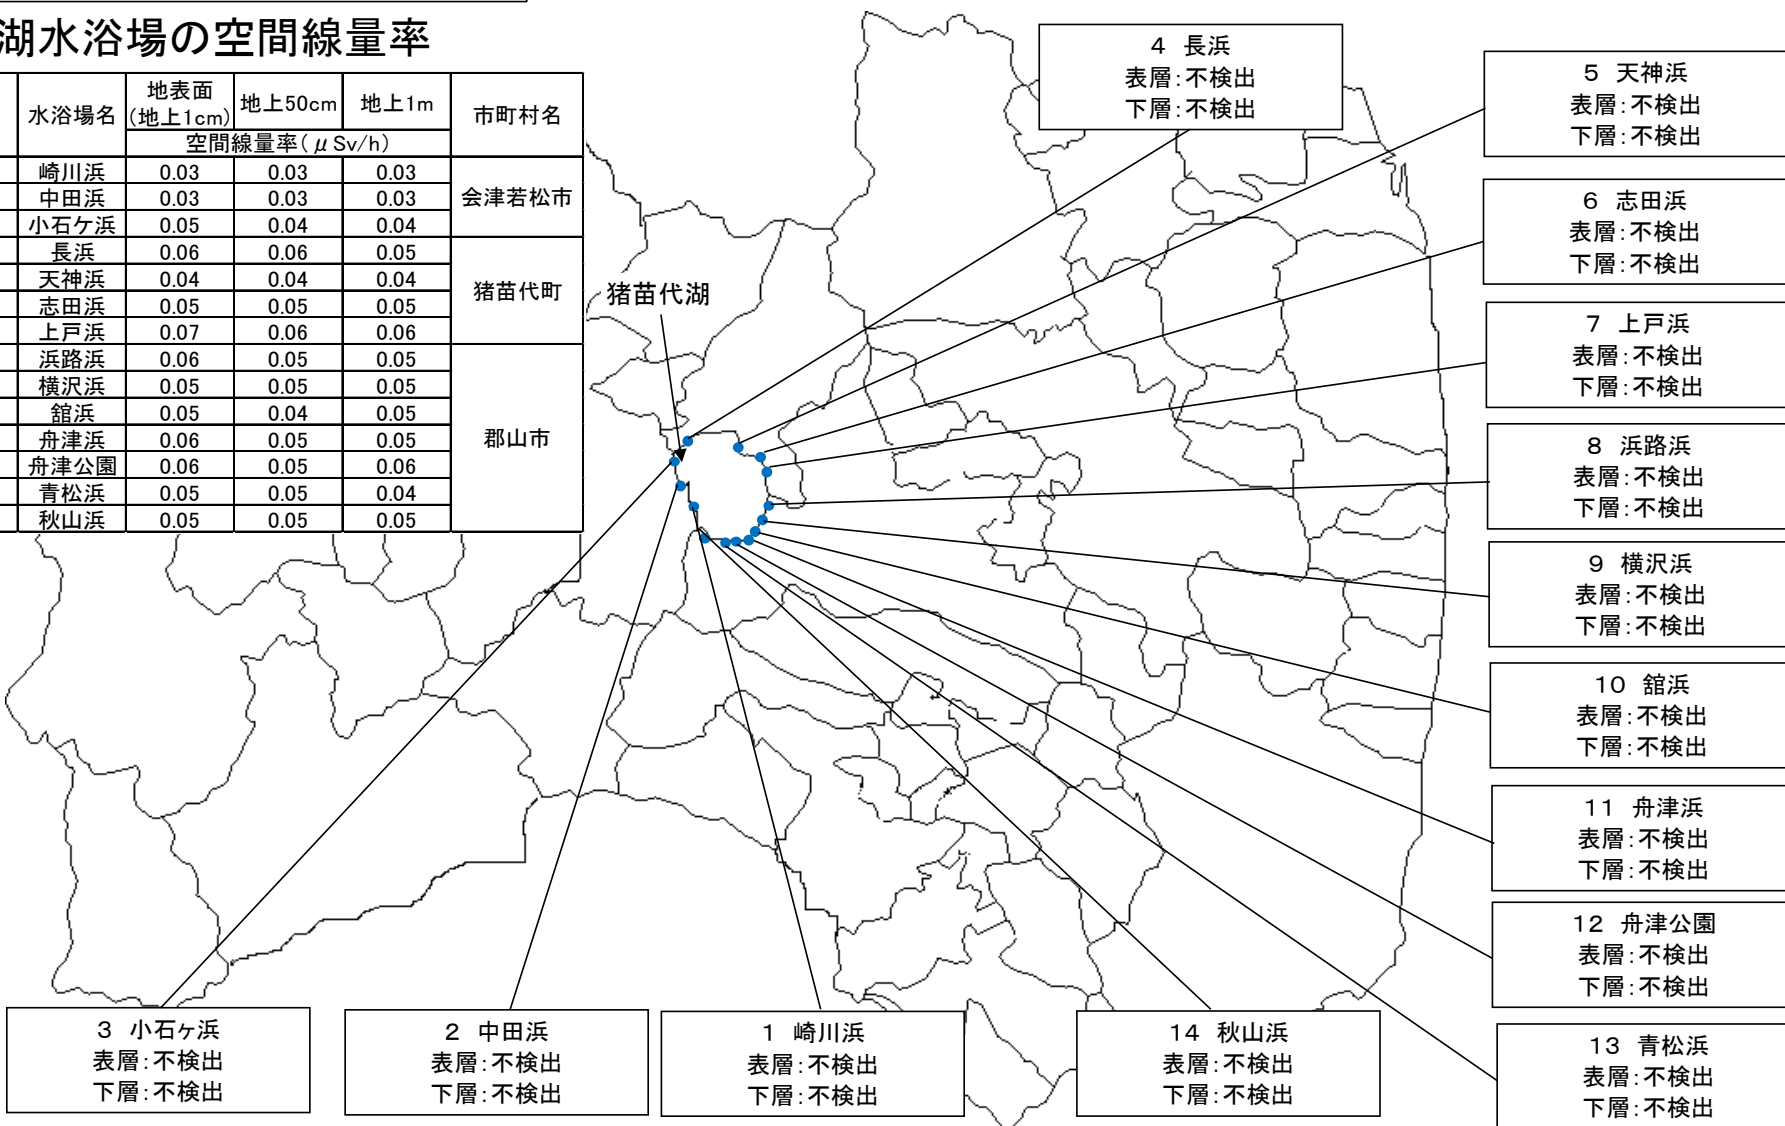 湖水浴場の空間線量率
水浴場名 地表面(地上1cm) 地上50cm 地上1m 市町村名
空間線量率(μSv/h)
崎川浜 0.03 0.03 0.03 会津若松市
中田浜 0.03 0.03 0.03
小石ケ浜 0.05 0.04 0.04
長浜 0.06 0.06 0.05 猪苗代町
天神浜 0.04 0.04 0.04
志田浜 0.05 0.05 0.05
上戸浜 0.07 0.06 0.06
浜路浜 0.06 0.05 0.05 郡山市
横沢浜 0.05 0.05 0.05
舘浜 0.05 0.04 0.05
舟津浜 0.06 0.05 0.05
舟津公園 0.06 0.05 0.06
青松浜 0.05 0.05 0.04
秋山浜 0.05 0.05 0.05
猪苗代湖
4 長浜
表層:不検出
下層:不検出
5 天神浜
表層:不検出
下層:不検出
6 志田浜
表層:不検出
下層:不検出
7 上戸浜
表層:不検出
下層:不検出
8 浜路浜
表層:不検出
下層:不検出
9 横沢浜
表層:不検出
下層:不検出
10 舘浜
表層:不検出
下層:不検出
11 舟津浜
表層:不検出
下層:不検出
12 舟津公園
表層:不検出
下層:不検出
13 青松浜
表層:不検出
下層:不検出
3 小石ヶ浜
表層:不検出
下層:不検出
2 中田浜
表層:不検出
下層:不検出
1 崎川浜
表層:不検出
下層:不検出
14 秋山浜
表層:不検出
下層:不検出